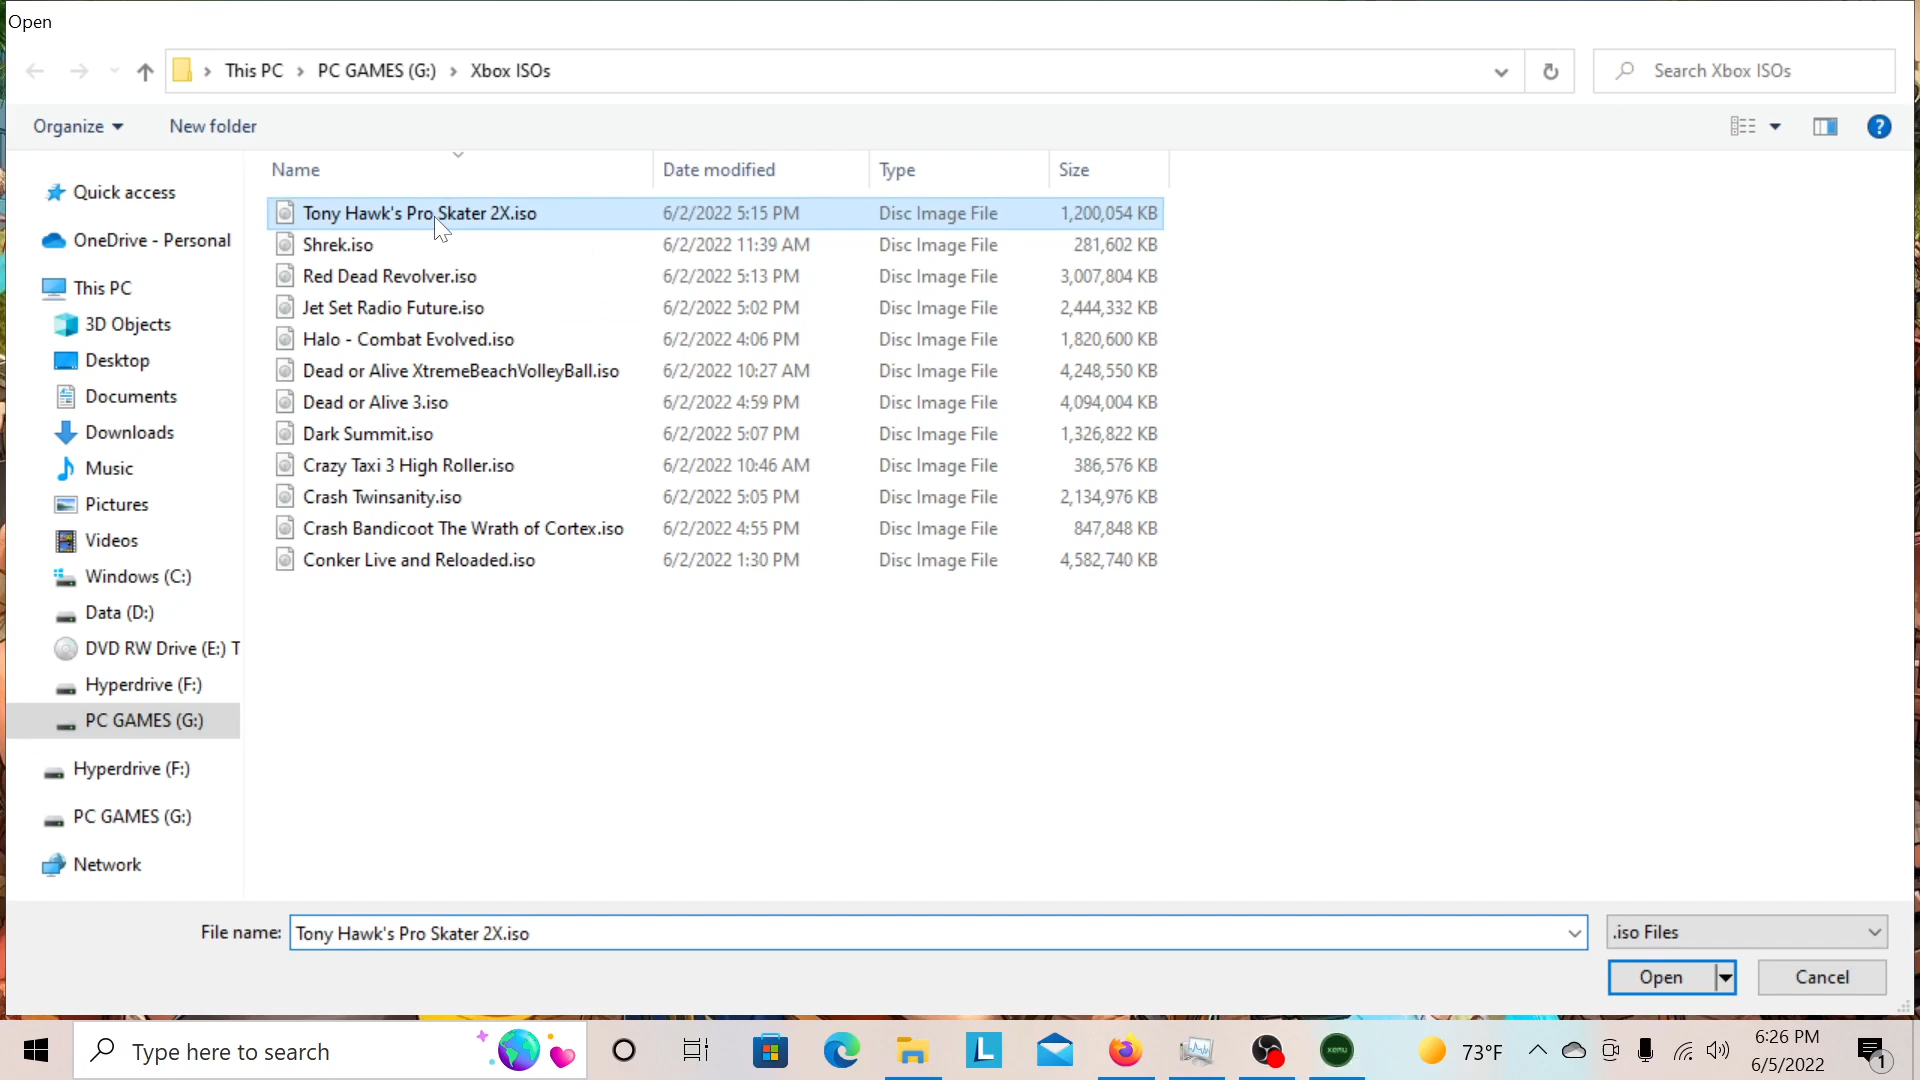 Open
This PC > PC GAMES (G:) > Xbox ISOs
Search Xbox ISOs
Organize New folder
Name Date modified Type Size
Tony Hawk's Pro Skater 2X.iso 6/2/2022 5:15 PM Disc Image File 1,200,054 KB
Shrek.iso 6/2/2022 11:39 AM Disc Image File 281,602 KB
Red Dead Revolver.iso 6/2/2022 5:13 PM Disc Image File 3,007,804 KB
Jet Set Radio Future.iso 6/2/2022 5:02 PM Disc Image File 2,444,332 KB
Halo - Combat Evolved.iso 6/2/2022 4:06 PM Disc Image File 1,820,600 KB
Dead or Alive XtremeBeachVolleyBall.iso 6/2/2022 10:27 AM Disc Image File 4,248,550 KB
Dead or Alive 3.iso 6/2/2022 4:59 PM Disc Image File 4,094,004 KB
Dark Summit.iso 6/2/2022 5:07 PM Disc Image File 1,326,822 KB
Crazy Taxi 3 High Roller.iso 6/2/2022 10:46 AM Disc Image File 386,576 KB
Crash Twinsanity.iso 6/2/2022 5:05 PM Disc Image File 2,134,976 KB
Crash Bandicoot The Wrath of Cortex.iso 6/2/2022 4:55 PM Disc Image File 847,848 KB
Conker Live and Reloaded.iso 6/2/2022 1:30 PM Disc Image File 4,582,740 KB
Quick access
OneDrive - Personal
This PC
3D Objects
Desktop
Documents
Downloads
Music
Pictures
Videos
Windows (C:)
Data (D:)
DVD RW Drive (E:) T
Hyperdrive (F:)
PC GAMES (G:)
Hyperdrive (F:)
PC GAMES (G:)
Network
File name: Tony Hawk's Pro Skater 2X.iso
.iso Files
Open Cancel
Type here to search
L
xemu
73°F
6:26 PM
6/5/2022
1